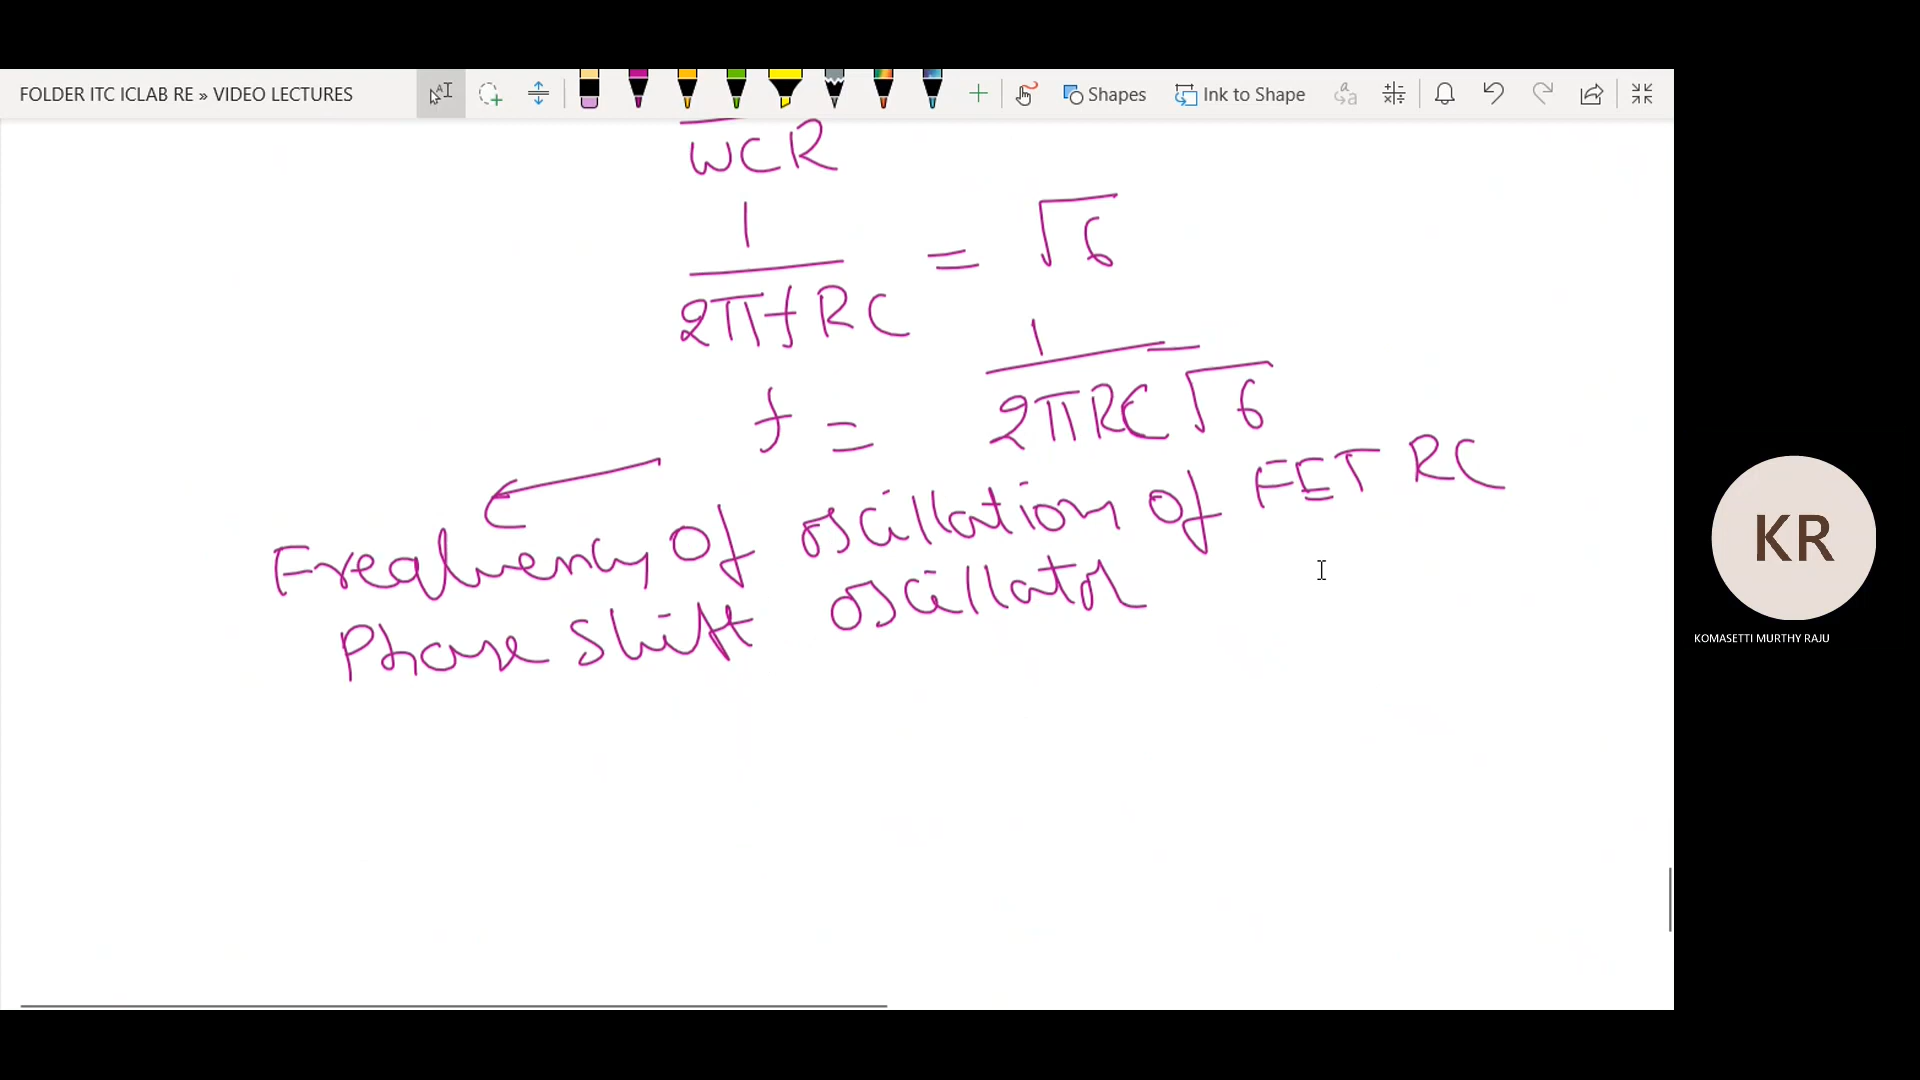 FOLDER ITC ICLAB RE » VIDEO LECTURES
Shapes
Ink to Shape
WCR
1
2πfRC
= √6
f = 1
2πRC√6
Frequency of oscillation of FET RC
Phase Shift oscillator
KR
KOMASETTI MURTHY RAJU